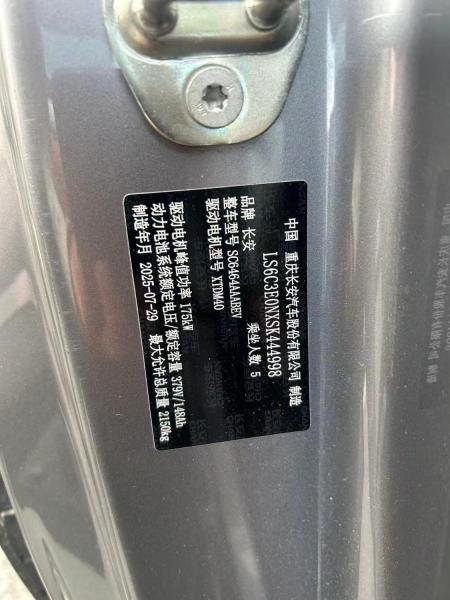 中国 重庆长安汽车股份有限公司 制造
LS6C3E0NXSK444998
品牌 长安 乘坐人数 5
整车型号 SC6464AAABEV
驱动电机型号 XTDM40
驱动电机峰值功率 175kW
动力电池系统额定电压/额定容量 379V/148Ah
制造年月 2025-07-29 最大允许总质量 2150kg